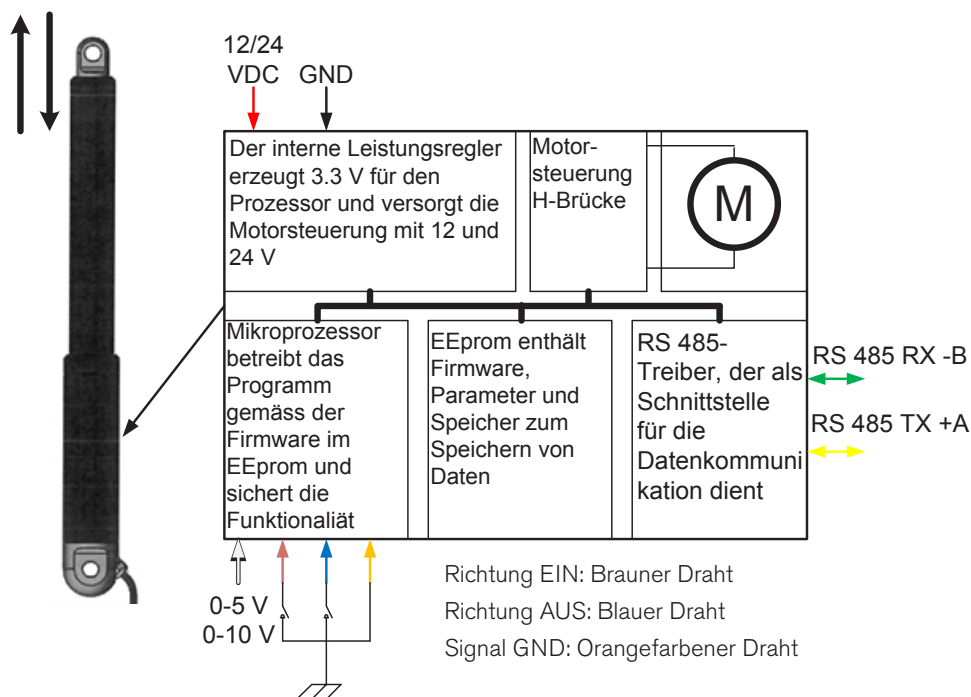 12/24
VDC GND
Der interne Leistungsregler
erzeugt 3.3 V für den
Prozessor und versorgt die
Motorsteuerung mit 12 und
24 V
Motor-
steuerung
H-Brücke
M
Mikroprozessor
betreibt das
Programm
gemäss der
Firmware im
EEprom und
sichert die
Funktionaliät
EEprom enthält
Firmware,
Parameter und
Speicher zum
Speichern von
Daten
RS 485-
Treiber, der als
Schnittstelle
für die
Datenkommuni
kation dient
RS 485 RX -B
RS 485 TX +A
0-5 V
0-10 V
Richtung EIN: Brauner Draht
Richtung AUS: Blauer Draht
Signal GND: Orangefarbener Draht